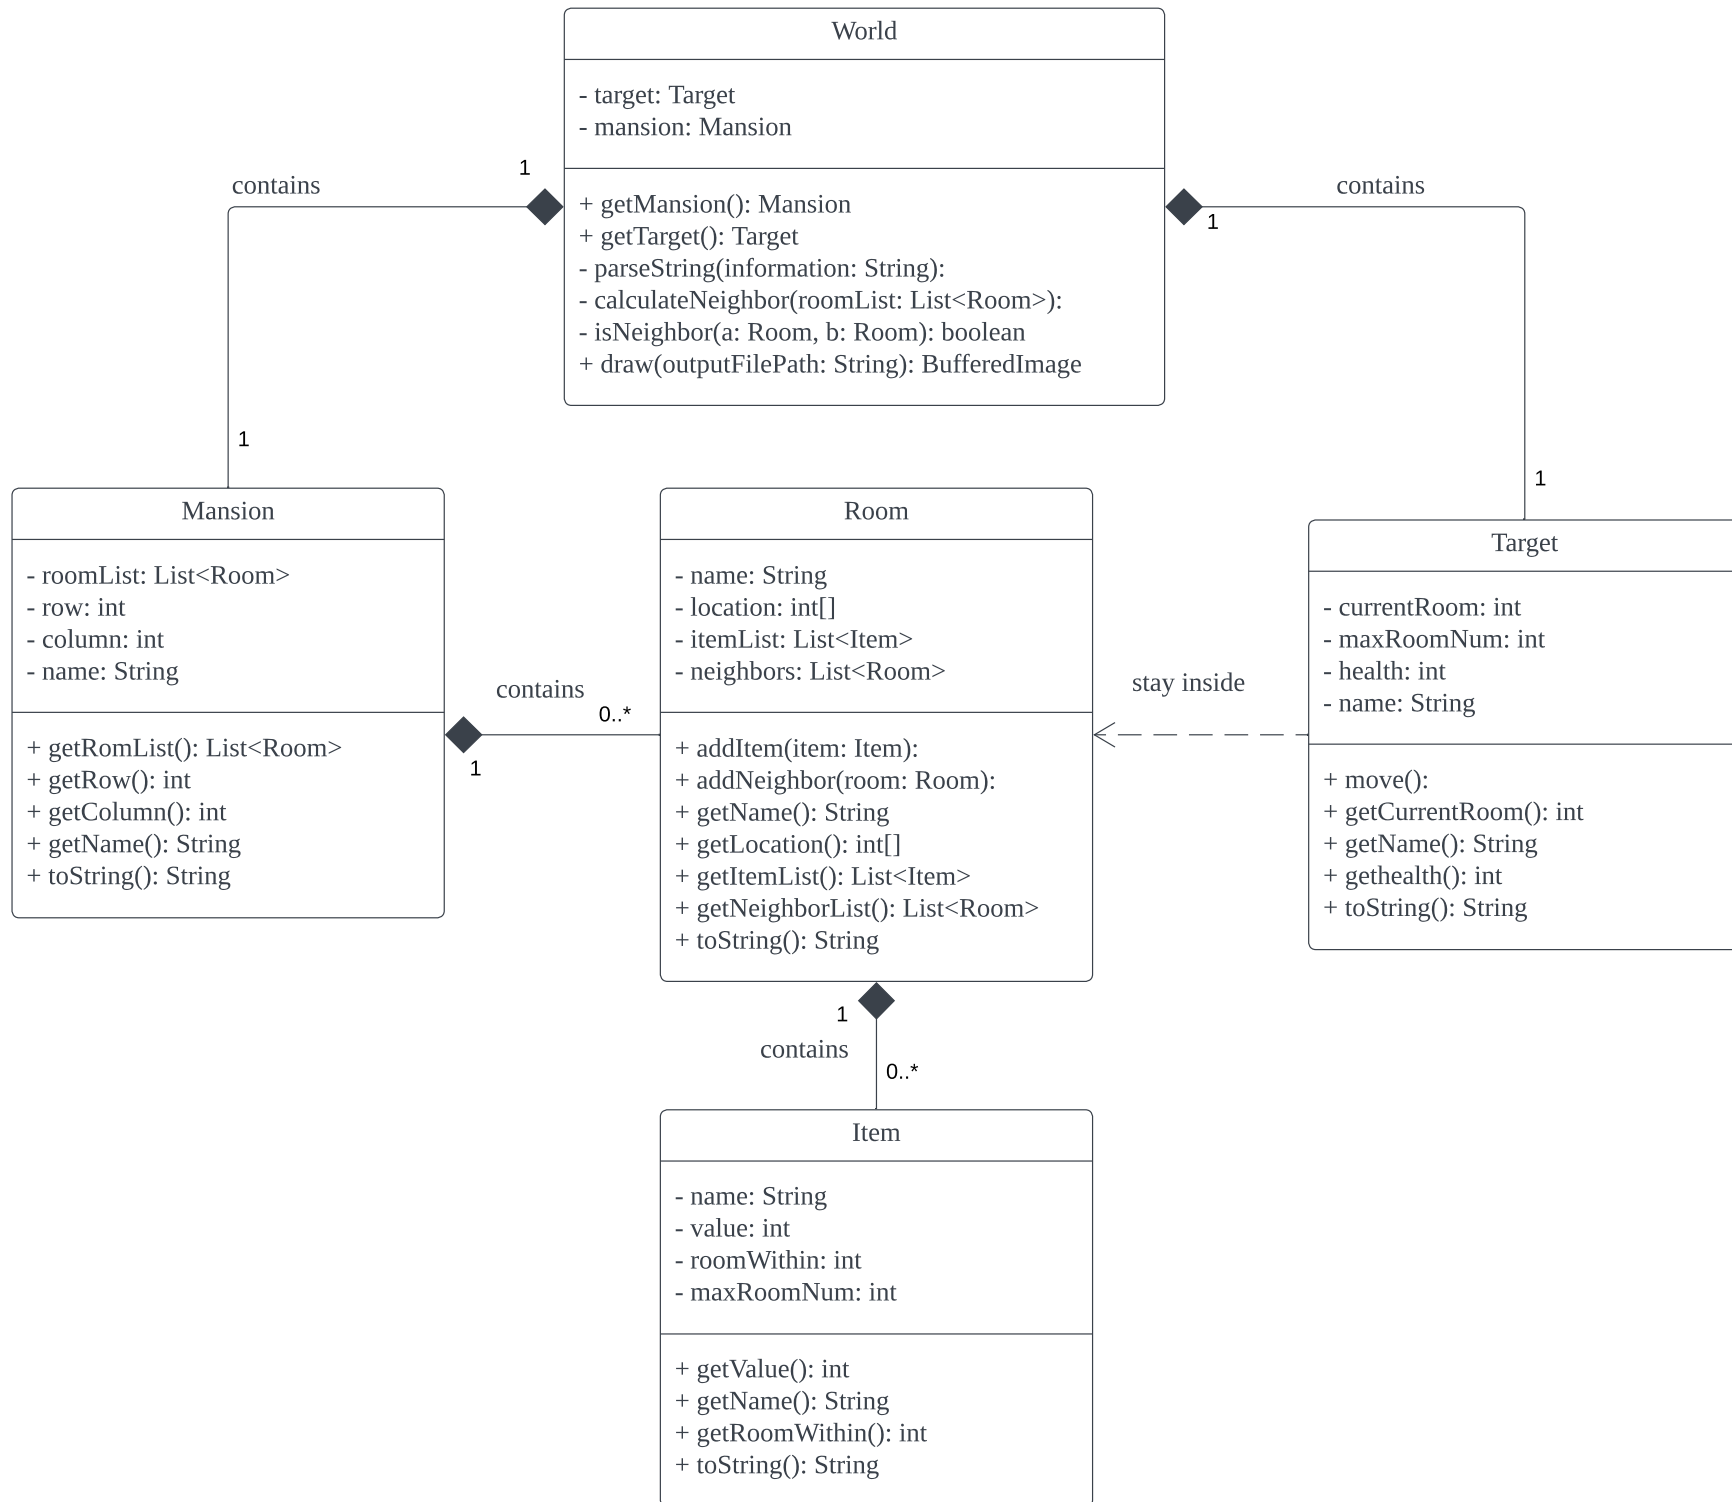 World
- target: Target
- mansion: Mansion
+ getMansion(): Mansion
+ getTarget(): Target
- parseString(information: String):
- calculateNeighbor(roomList: List<Room>):
- isNeighbor(a: Room, b: Room): boolean
+ draw(outputFilePath: String): BufferedImage
contains
1
1
contains
1
1
Mansion
- roomList: List<Room>
- row: int
- column: int
- name: String
+ getRomList(): List<Room>
+ getRow(): int
+ getColumn(): int
+ getName(): String
+ toString(): String
contains
0..*
1
Room
- name: String
- location: int[]
- itemList: List<Item>
- neighbors: List<Room>
+ addItem(item: Item):
+ addNeighbor(room: Room):
+ getName(): String
+ getLocation(): int[]
+ getItemList(): List<Item>
+ getNeighborList(): List<Room>
+ toString(): String
stay inside
Target
- currentRoom: int
- maxRoomNum: int
- health: int
- name: String
+ move():
+ getCurrentRoom(): int
+ getName(): String
+ gethealth(): int
+ toString(): String
1
contains
0..*
Item
- name: String
- value: int
- roomWithin: int
- maxRoomNum: int
+ getValue(): int
+ getName(): String
+ getRoomWithin(): int
+ toString(): String